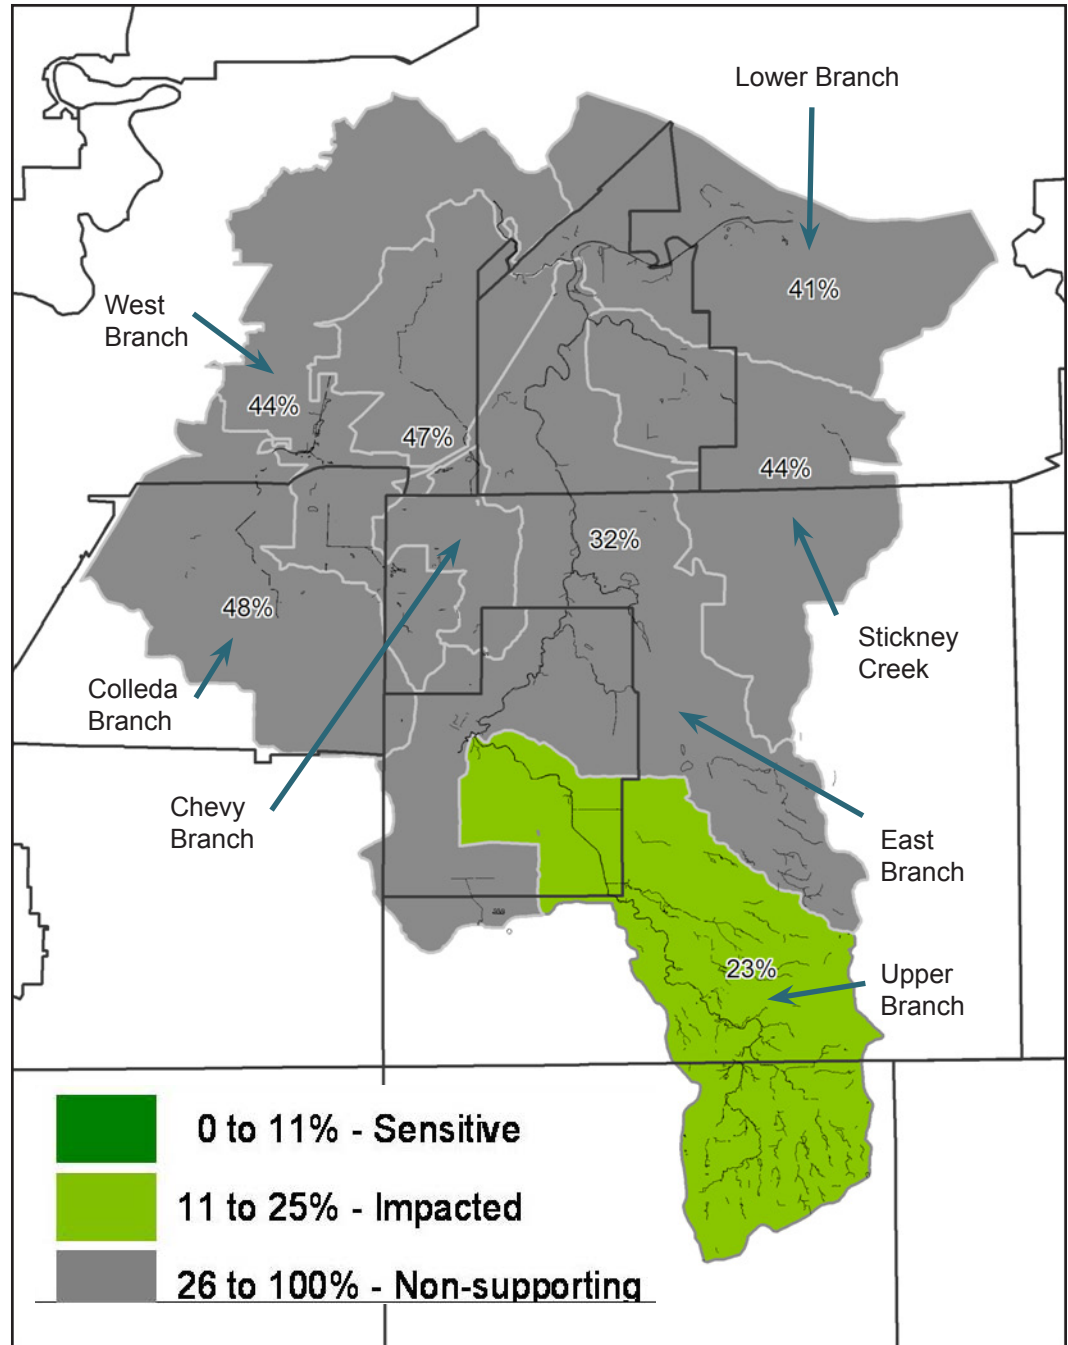 Lower Branch
41%
West
Branch
44%
47%
44%
32%
48%
Stickney
Creek
Colleda
Branch
Chevy
Branch
East
Branch
23%
Upper
Branch
0 to 11% - Sensitive
11 to 25% - Impacted
26 to 100% - Non-supporting